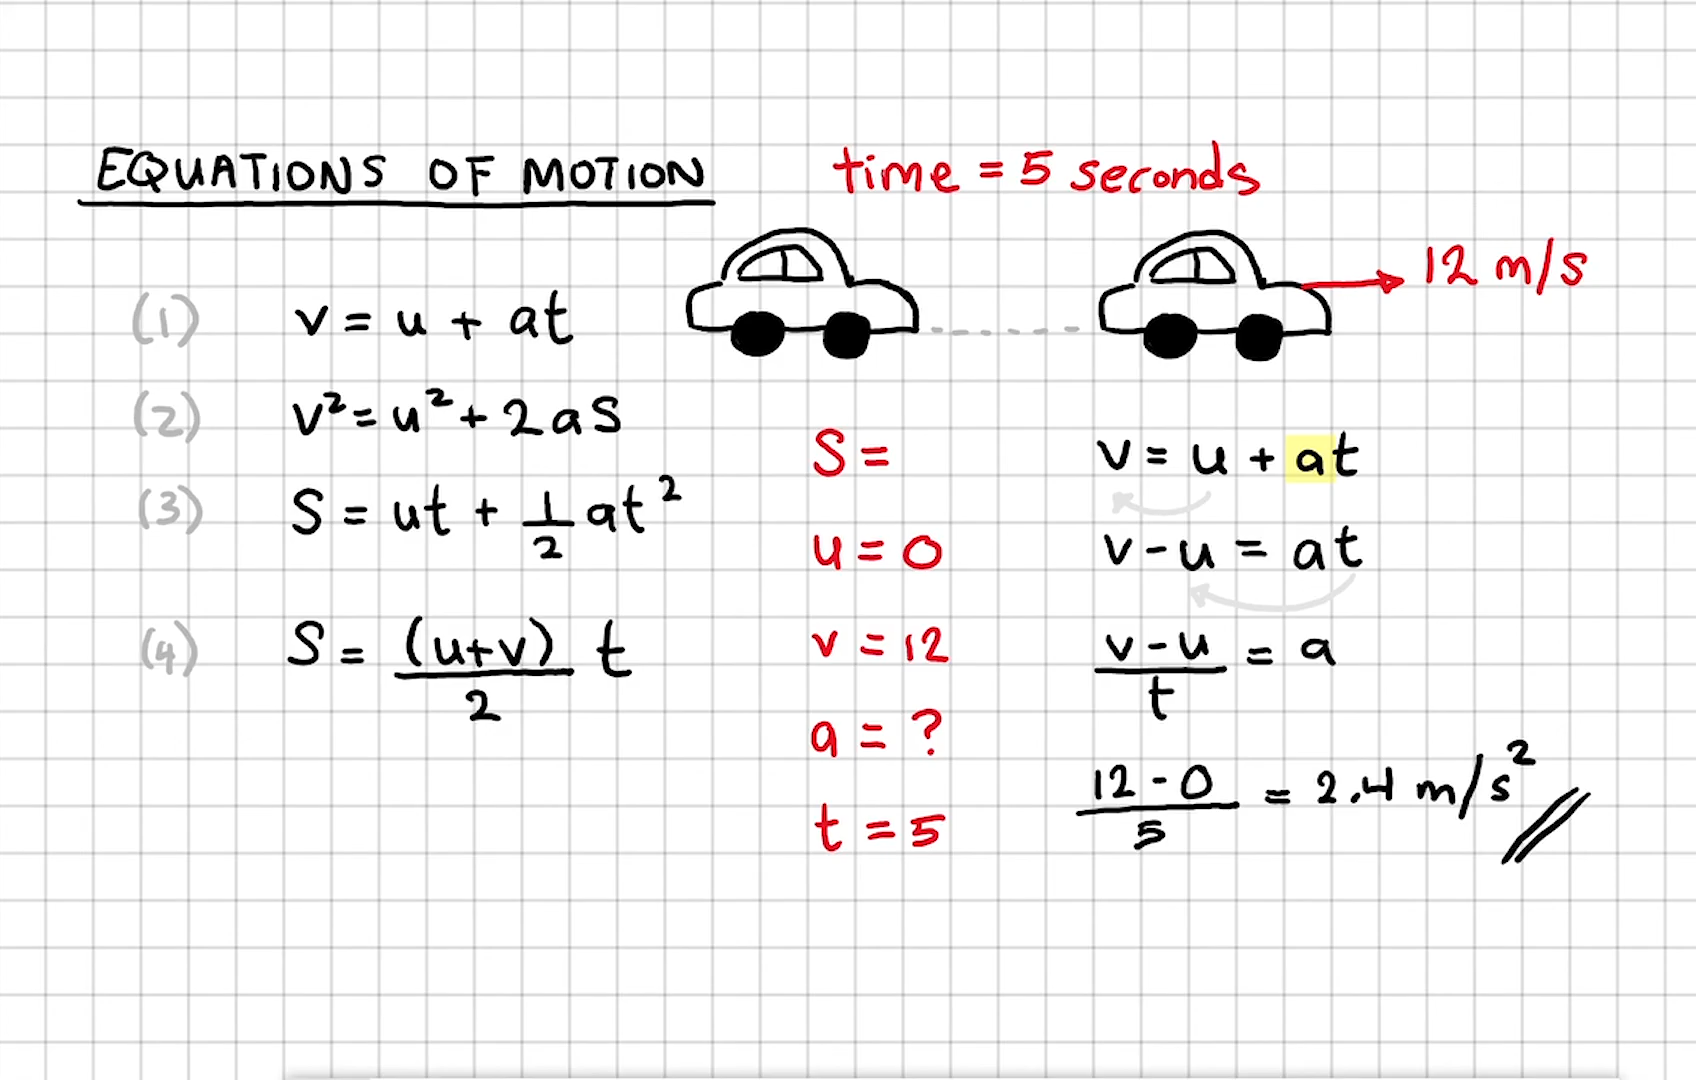 EQUATIONS OF MOTION
time = 5 seconds
12 m/s
(1) v = u + at
(2) v² = u² + 2as
(3) S = ut + 1/2 at²
(4) S = (u+v)/2 t
S =
u = 0
v = 12
a = ?
t = 5
v = u + at
v - u = at
v - u / t = a
12 - 0 / 5 = 2.4 m/s²